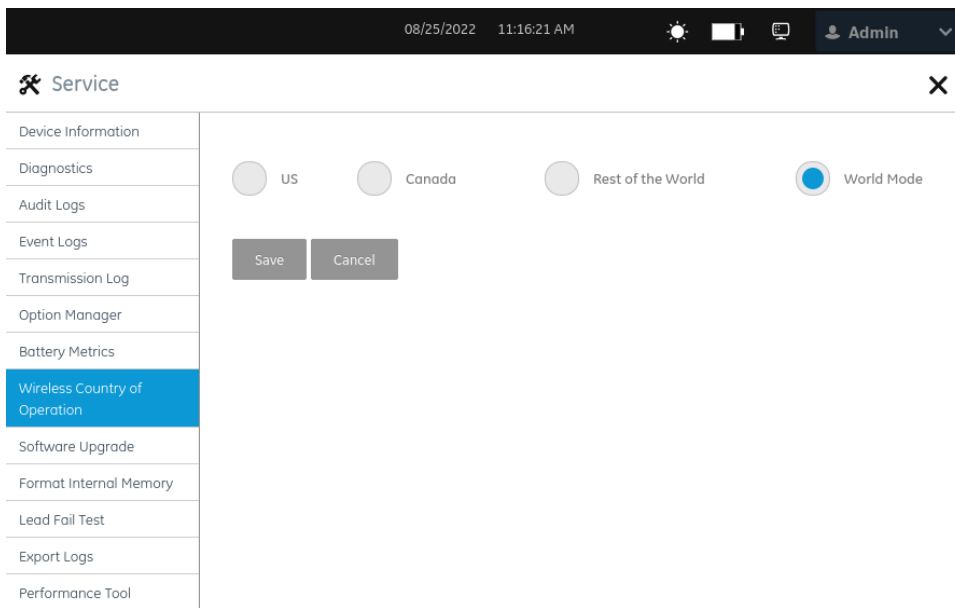 08/25/2022 11:16:21 AM Admin
Service
Device Information
Diagnostics
Audit Logs
Event Logs
Transmission Log
Option Manager
Battery Metrics
Wireless Country of
Operation
Software Upgrade
Format Internal Memory
Lead Fail Test
Export Logs
Performance Tool
US Canada Rest of the World World Mode
Save Cancel